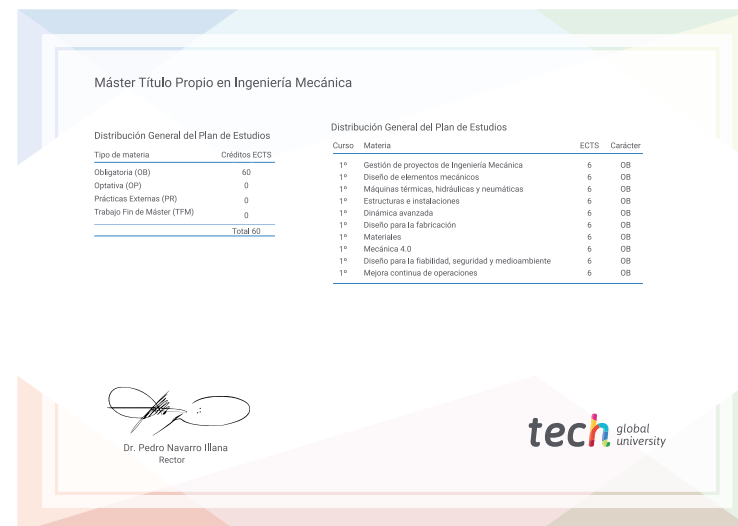 Máster Título Propio en Ingeniería Mecánica
Distribución General del Plan de Estudios
Tipo de materia Créditos ECTS
Obligatoria (OB) 60
Optativa (OP) 0
Prácticas Externas (PR) 0
Trabajo Fin de Máster (TFM) 0
Total 60
Distribución General del Plan de Estudios
Curso Materia ECTS Carácter
1º Gestión de proyectos de Ingeniería Mecánica 6 OB
1º Diseño de elementos mecánicos 6 OB
1º Máquinas térmicas, hidráulicas y neumáticas 6 OB
1º Estructuras e instalaciones 6 OB
1º Dinámica avanzada 6 OB
1º Diseño para la fabricación 6 OB
1º Materiales 6 OB
1º Mecánica 4.0 6 OB
1º Diseño para la fiabilidad, seguridad y medioambiente 6 OB
1º Mejora continua de operaciones 6 OB
Dr. Pedro Navarro Illana
Rector
tech global
university